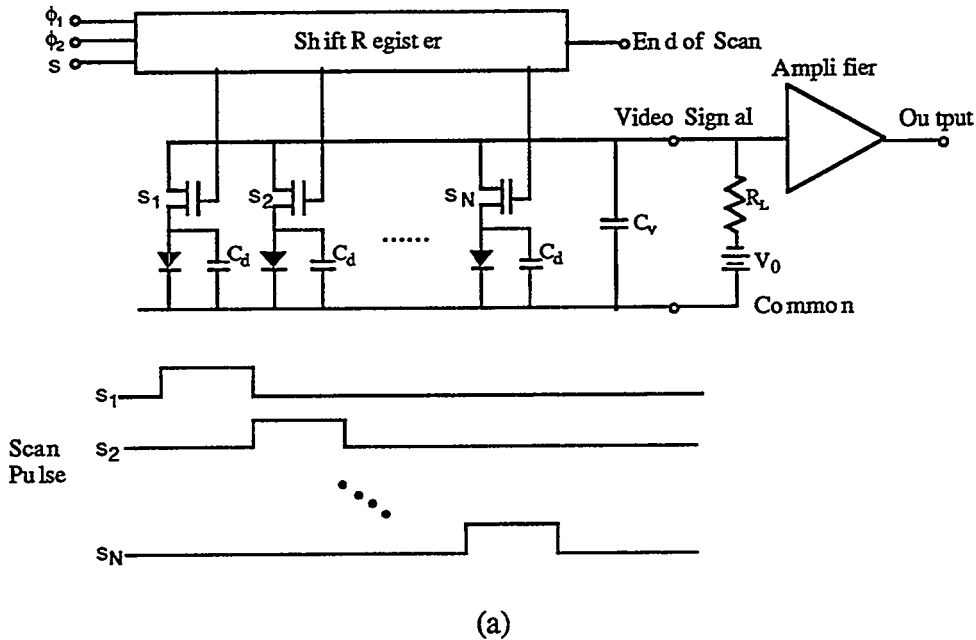 ϕ1
ϕ2
S
Shift Register
End of Scan
Amplifier
Video Signal
Output
S1
S2
SN
Cd
Cd
Cd
......
Cv
RL
V0
Common
Scan
Pulse
S1
S2
SN
(a)